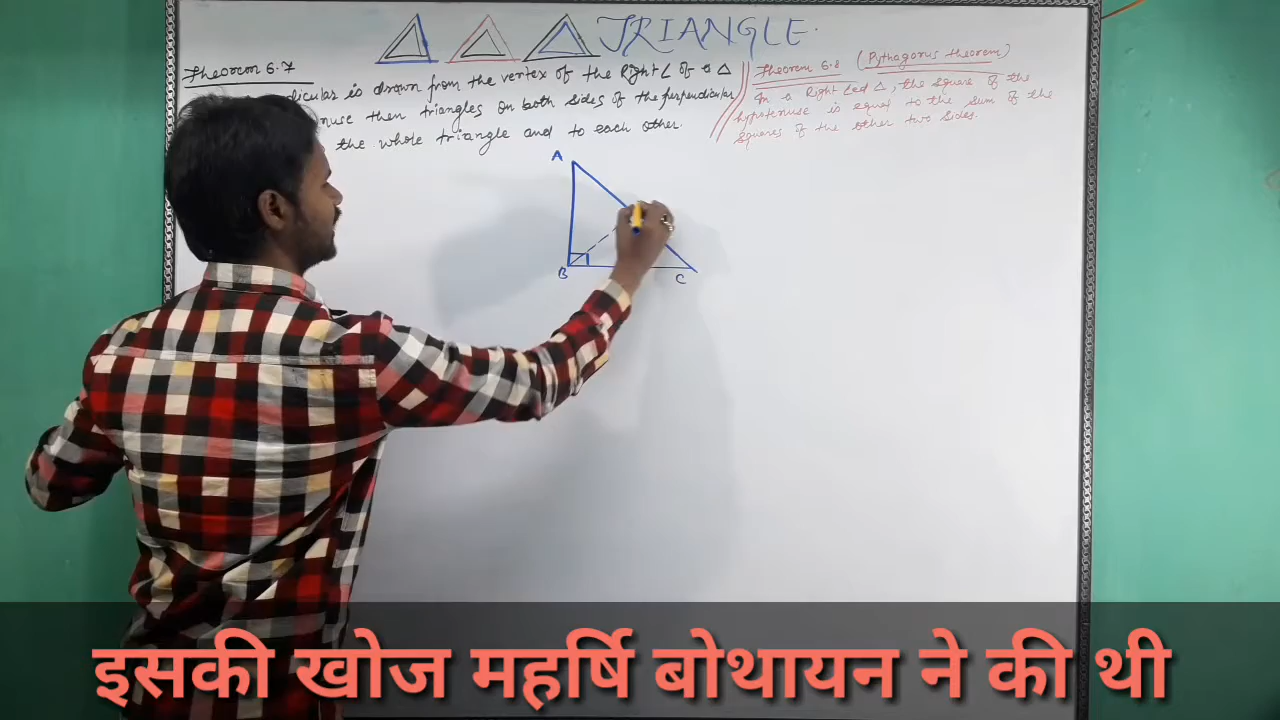 TRIANGLE.
Theorem 6.7
dicular is drawn from the vertex of the Right ∠ of a △
nuse then triangles on both sides of the perpendicular
the whole triangle and to each other.
Theorem 6.8 (Pythagorus theorem)
In a Right ∠ed △, the square of the
hypotenuse is equal to the sum of the
squares of the other two sides.
A
B
C
इसकी खोज महर्षि बोथायन ने की थी